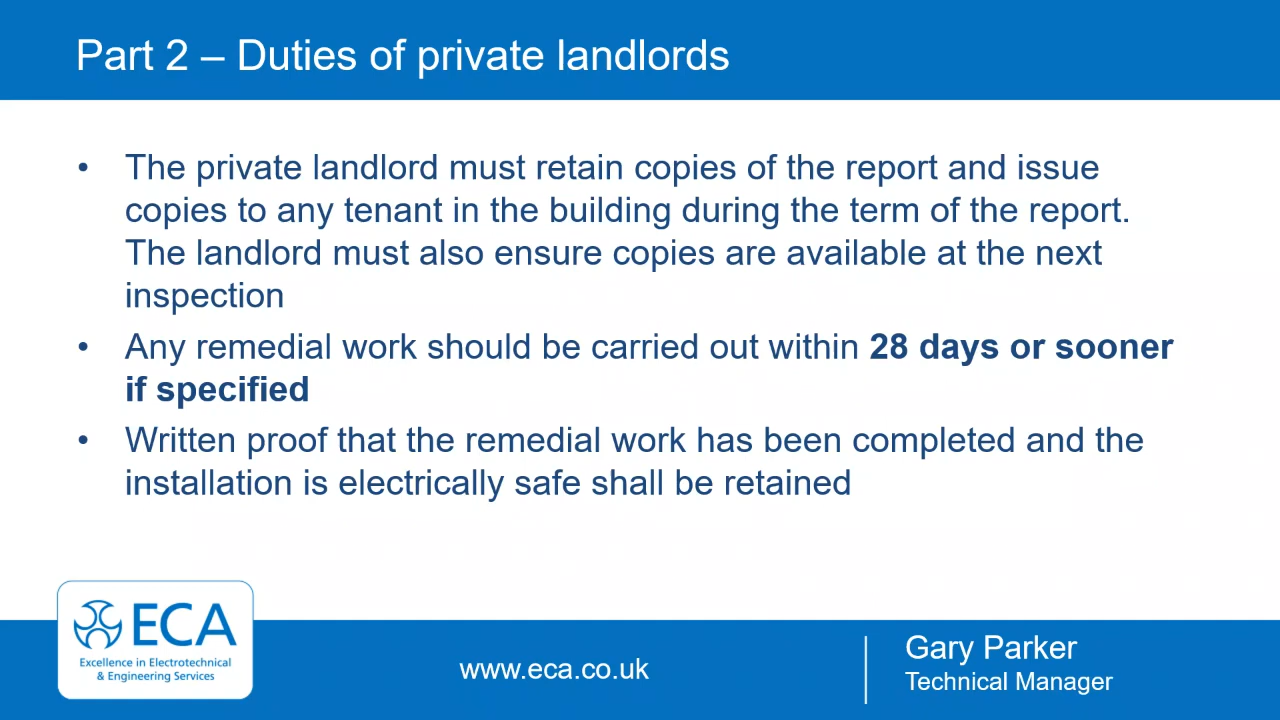 Part 2 – Duties of private landlords
• The private landlord must retain copies of the report and issue
copies to any tenant in the building during the term of the report.
The landlord must also ensure copies are available at the next
inspection
• Any remedial work should be carried out within 28 days or sooner
if specified
• Written proof that the remedial work has been completed and the
installation is electrically safe shall be retained
ECA
Excellence in Electrotechnical
& Engineering Services
www.eca.co.uk
Gary Parker
Technical Manager